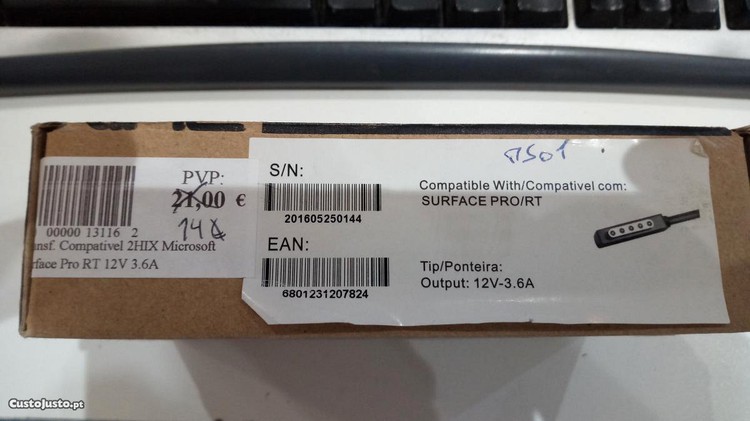 PVP:
21,00 €
14€
00000 13116 2
ansf. Compativel 2HIX Microsoft
rface Pro RT 12V 3.6A
S/N:
201605250144
EAN:
6801231207824
Compatible With/Compativel com:
SURFACE PRO/RT
Tip/Ponteira:
Output: 12V-3.6A
CustoJusto.pt